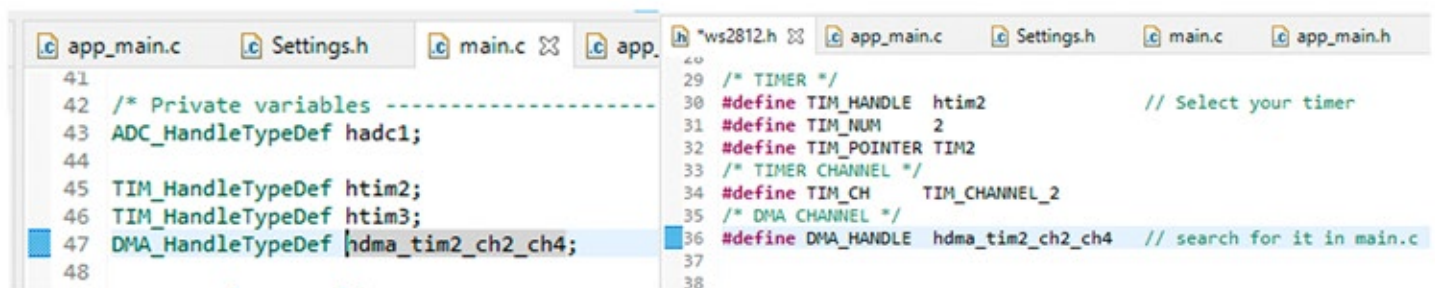 app_main.c Settings.h main.c app_
41
42 /* Private variables ----------------------
43 ADC_HandleTypeDef hadc1;
44
45 TIM_HandleTypeDef htim2;
46 TIM_HandleTypeDef htim3;
47 DMA_HandleTypeDef hdma_tim2_ch2_ch4;
48
*ws2812.h app_main.c Settings.h main.c app_main.h
29 /* TIMER */
30 #define TIM_HANDLE htim2 // Select your timer
31 #define TIM_NUM 2
32 #define TIM_POINTER TIM2
33 /* TIMER CHANNEL */
34 #define TIM_CH TIM_CHANNEL_2
35 /* DMA CHANNEL */
36 #define DMA_HANDLE hdma_tim2_ch2_ch4 // search for it in main.c
37
38